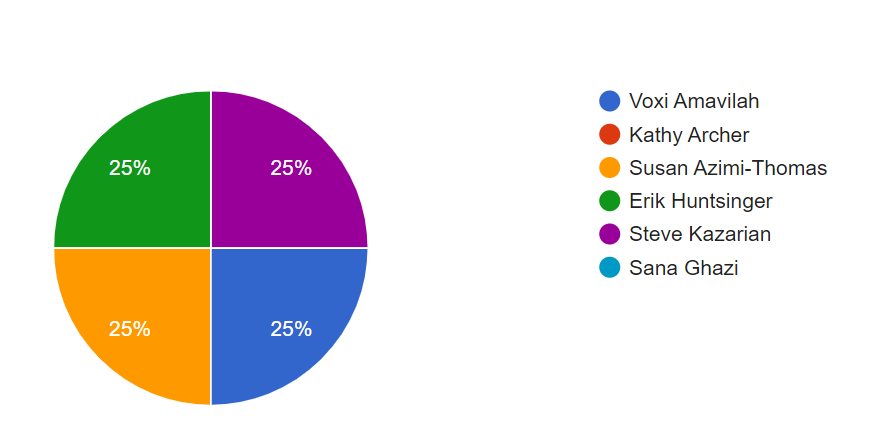 25%
25%
25%
25%
Voxi Amavilah
Kathy Archer
Susan Azimi-Thomas
Erik Huntsinger
Steve Kazarian
Sana Ghazi